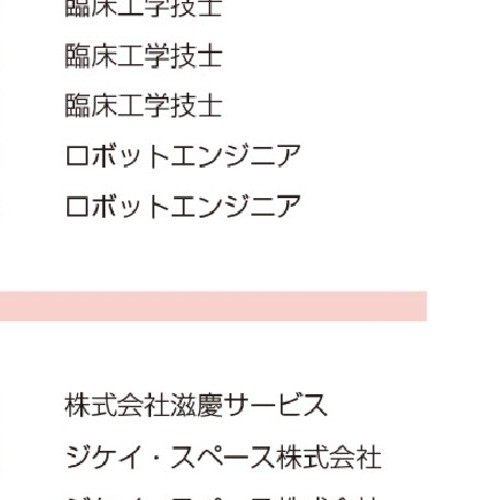 臨床工学技士
臨床工学技士
臨床工学技士
ロボットエンジニア
ロボットエンジニア
株式会社滋慶サービス
ジケイ・スペース株式会社